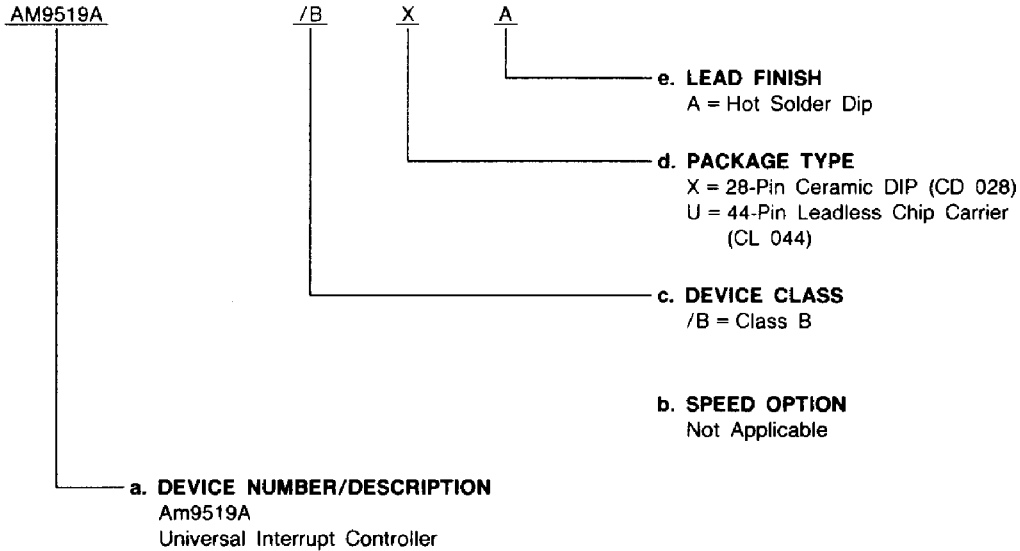 AM9519A /B X A
e. LEAD FINISH
A = Hot Solder Dip
d. PACKAGE TYPE
X = 28-Pin Ceramic DIP (CD 028)
U = 44-Pin Leadless Chip Carrier
(CL 044)
c. DEVICE CLASS
/B = Class B
b. SPEED OPTION
Not Applicable
a. DEVICE NUMBER/DESCRIPTION
Am9519A
Universal Interrupt Controller